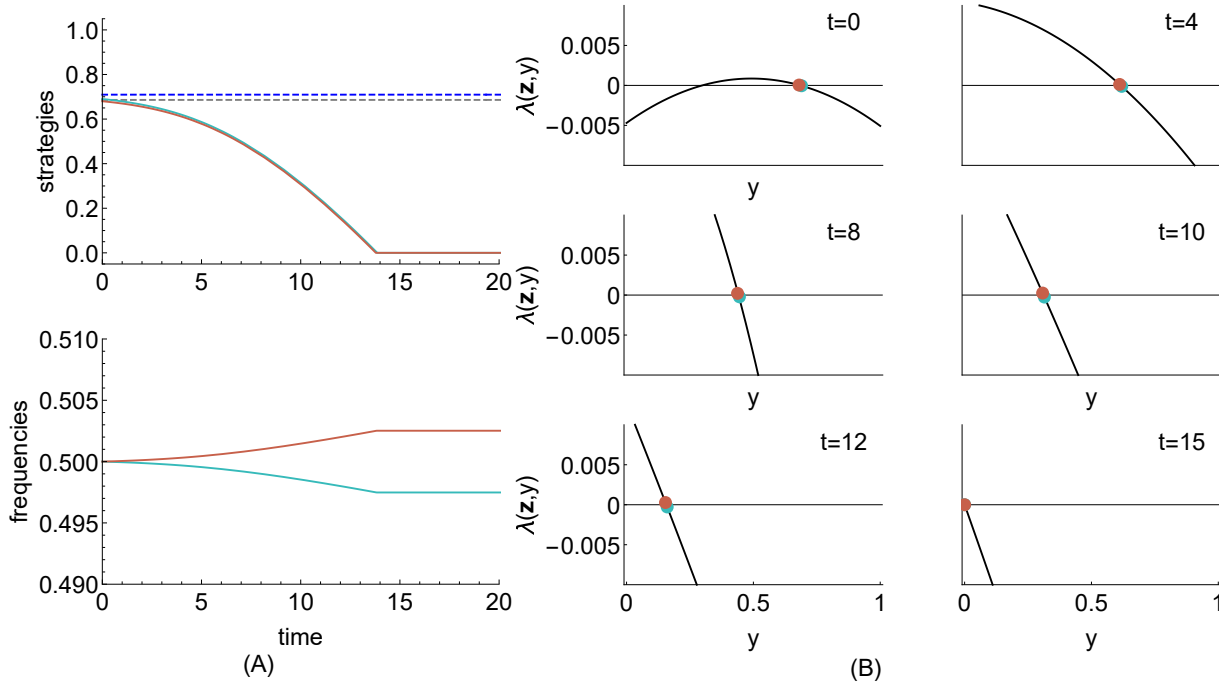 strategies
1.0
0.8
0.6
0.4
0.2
0.0
0 5 10 15 20
frequencies
0.510
0.505
0.500
0.495
0.490
0 5 10 15 20
time
(A)
λ(z,y)
0.005
0
−0.005
t=0
y
t=4
y
λ(z,y)
0.005
0
−0.005
t=8
y
t=10
y
λ(z,y)
0.005
0
−0.005
t=12
0 0.5 1
y
t=15
0 0.5 1
y
(B)